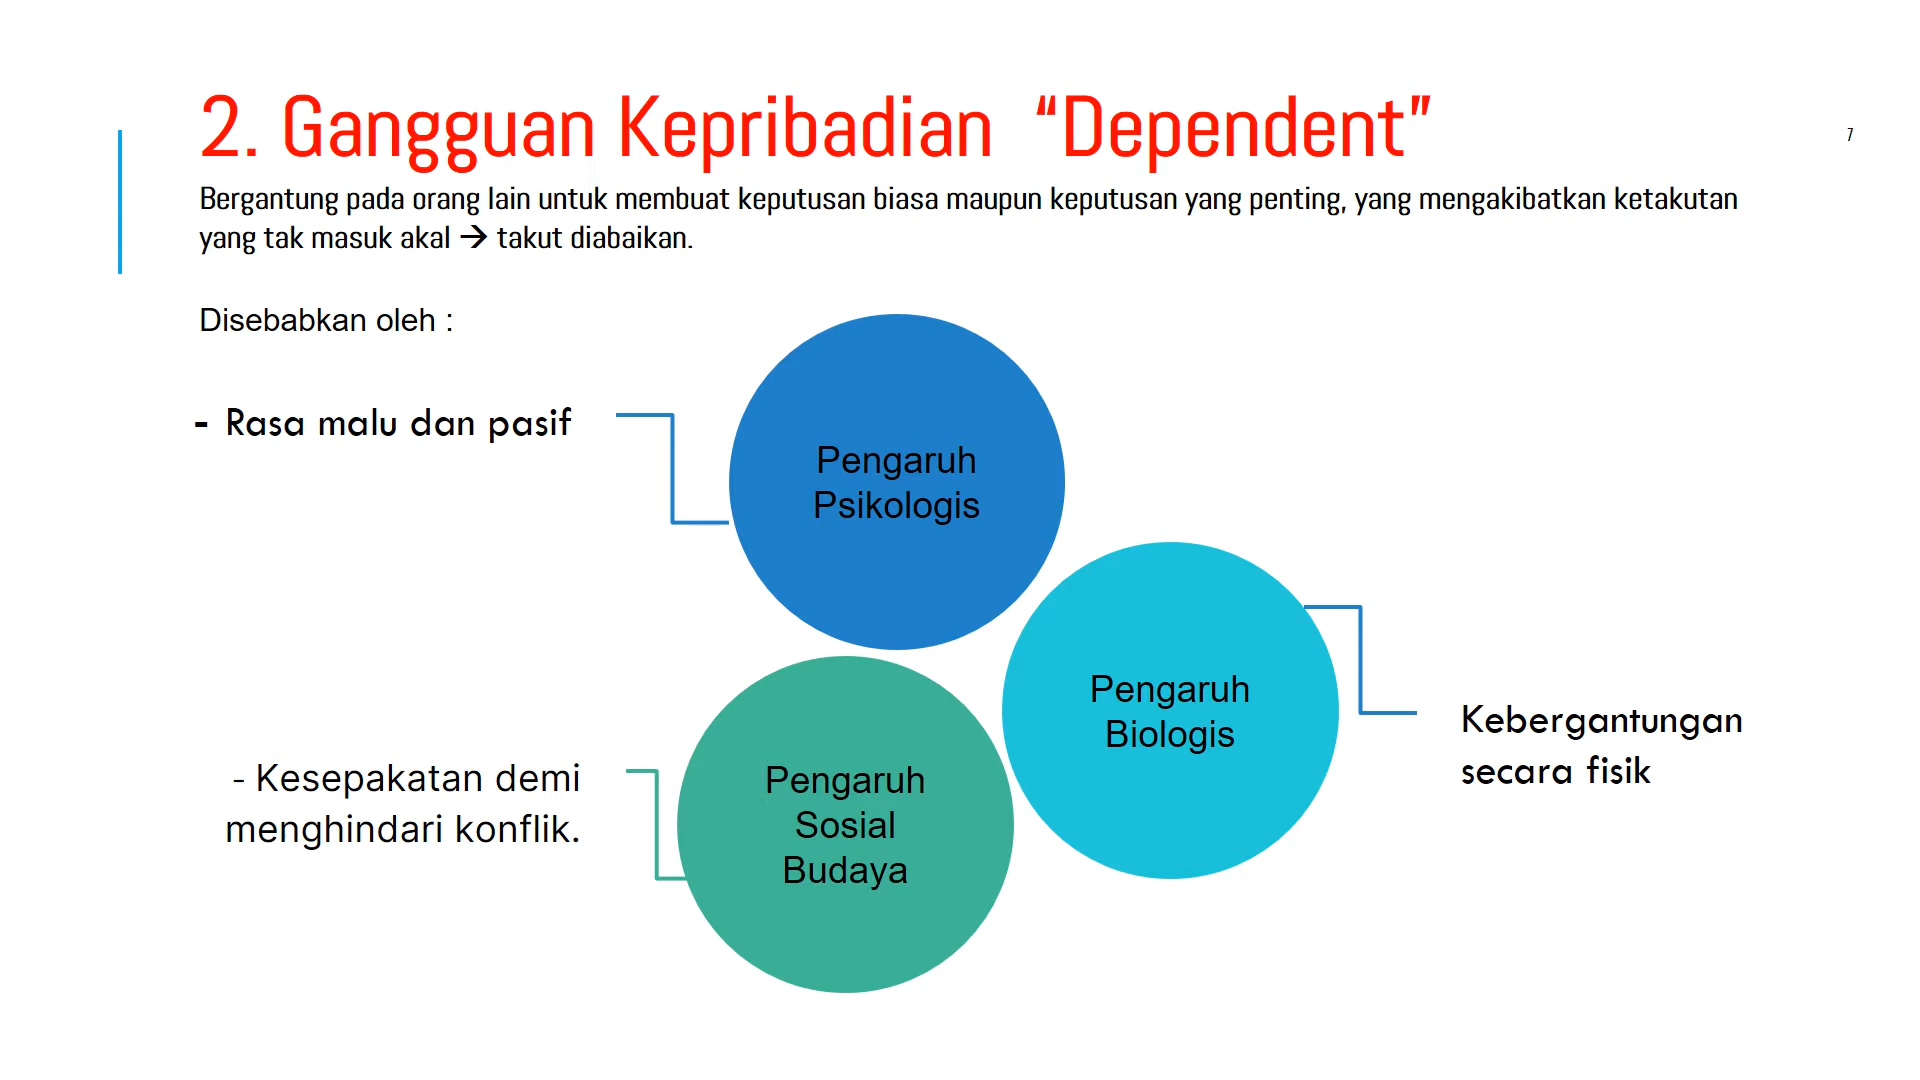 2. Gangguan Kepribadian “Dependent”
7
Bergantung pada orang lain untuk membuat keputusan biasa maupun keputusan yang penting, yang mengakibatkan ketakutan
yang tak masuk akal → takut diabaikan.
Disebabkan oleh :
- Rasa malu dan pasif
Pengaruh
Psikologis
Pengaruh
Biologis
Kebergantungan
secara fisik
- Kesepakatan demi
menghindari konflik.
Pengaruh
Sosial
Budaya